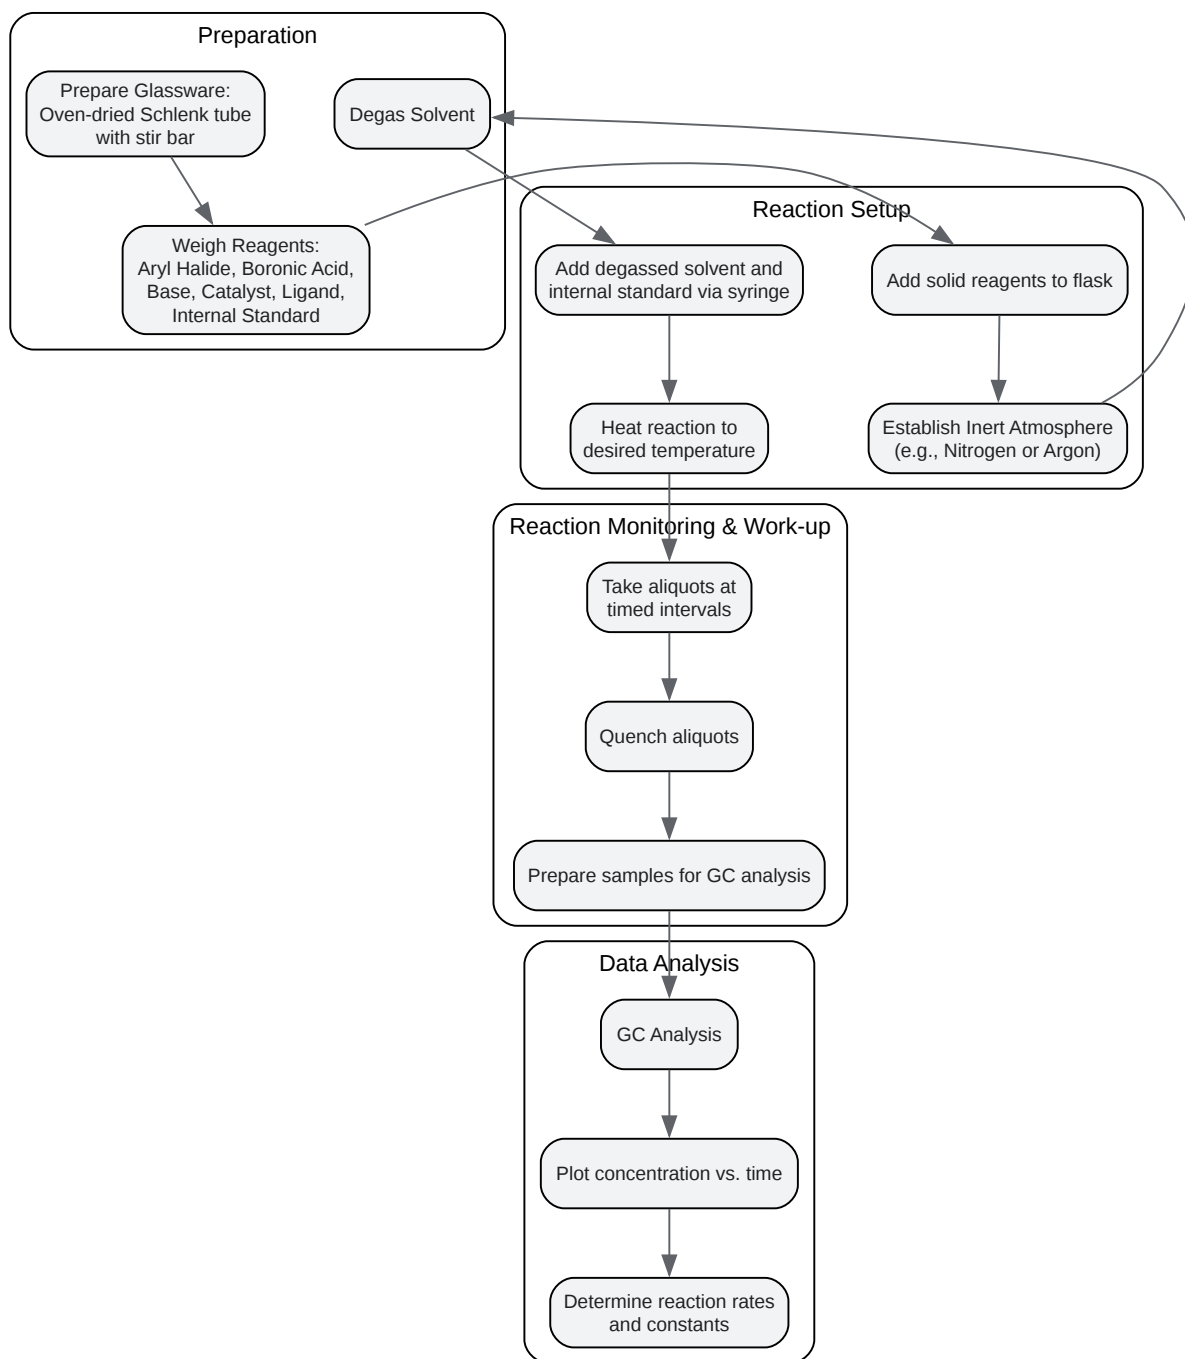 Preparation
Prepare Glassware:
Oven-dried Schlenk tube
with stir bar
Degas Solvent
Weigh Reagents:
Aryl Halide, Boronic Acid,
Base, Catalyst, Ligand,
Internal Standard
Reaction Setup
Add degassed solvent and
internal standard via syringe
Add solid reagents to flask
Heat reaction to
desired temperature
Establish Inert Atmosphere
(e.g., Nitrogen or Argon)
Reaction Monitoring & Work-up
Take aliquots at
timed intervals
Quench aliquots
Prepare samples for GC analysis
Data Analysis
GC Analysis
Plot concentration vs. time
Determine reaction rates
and constants